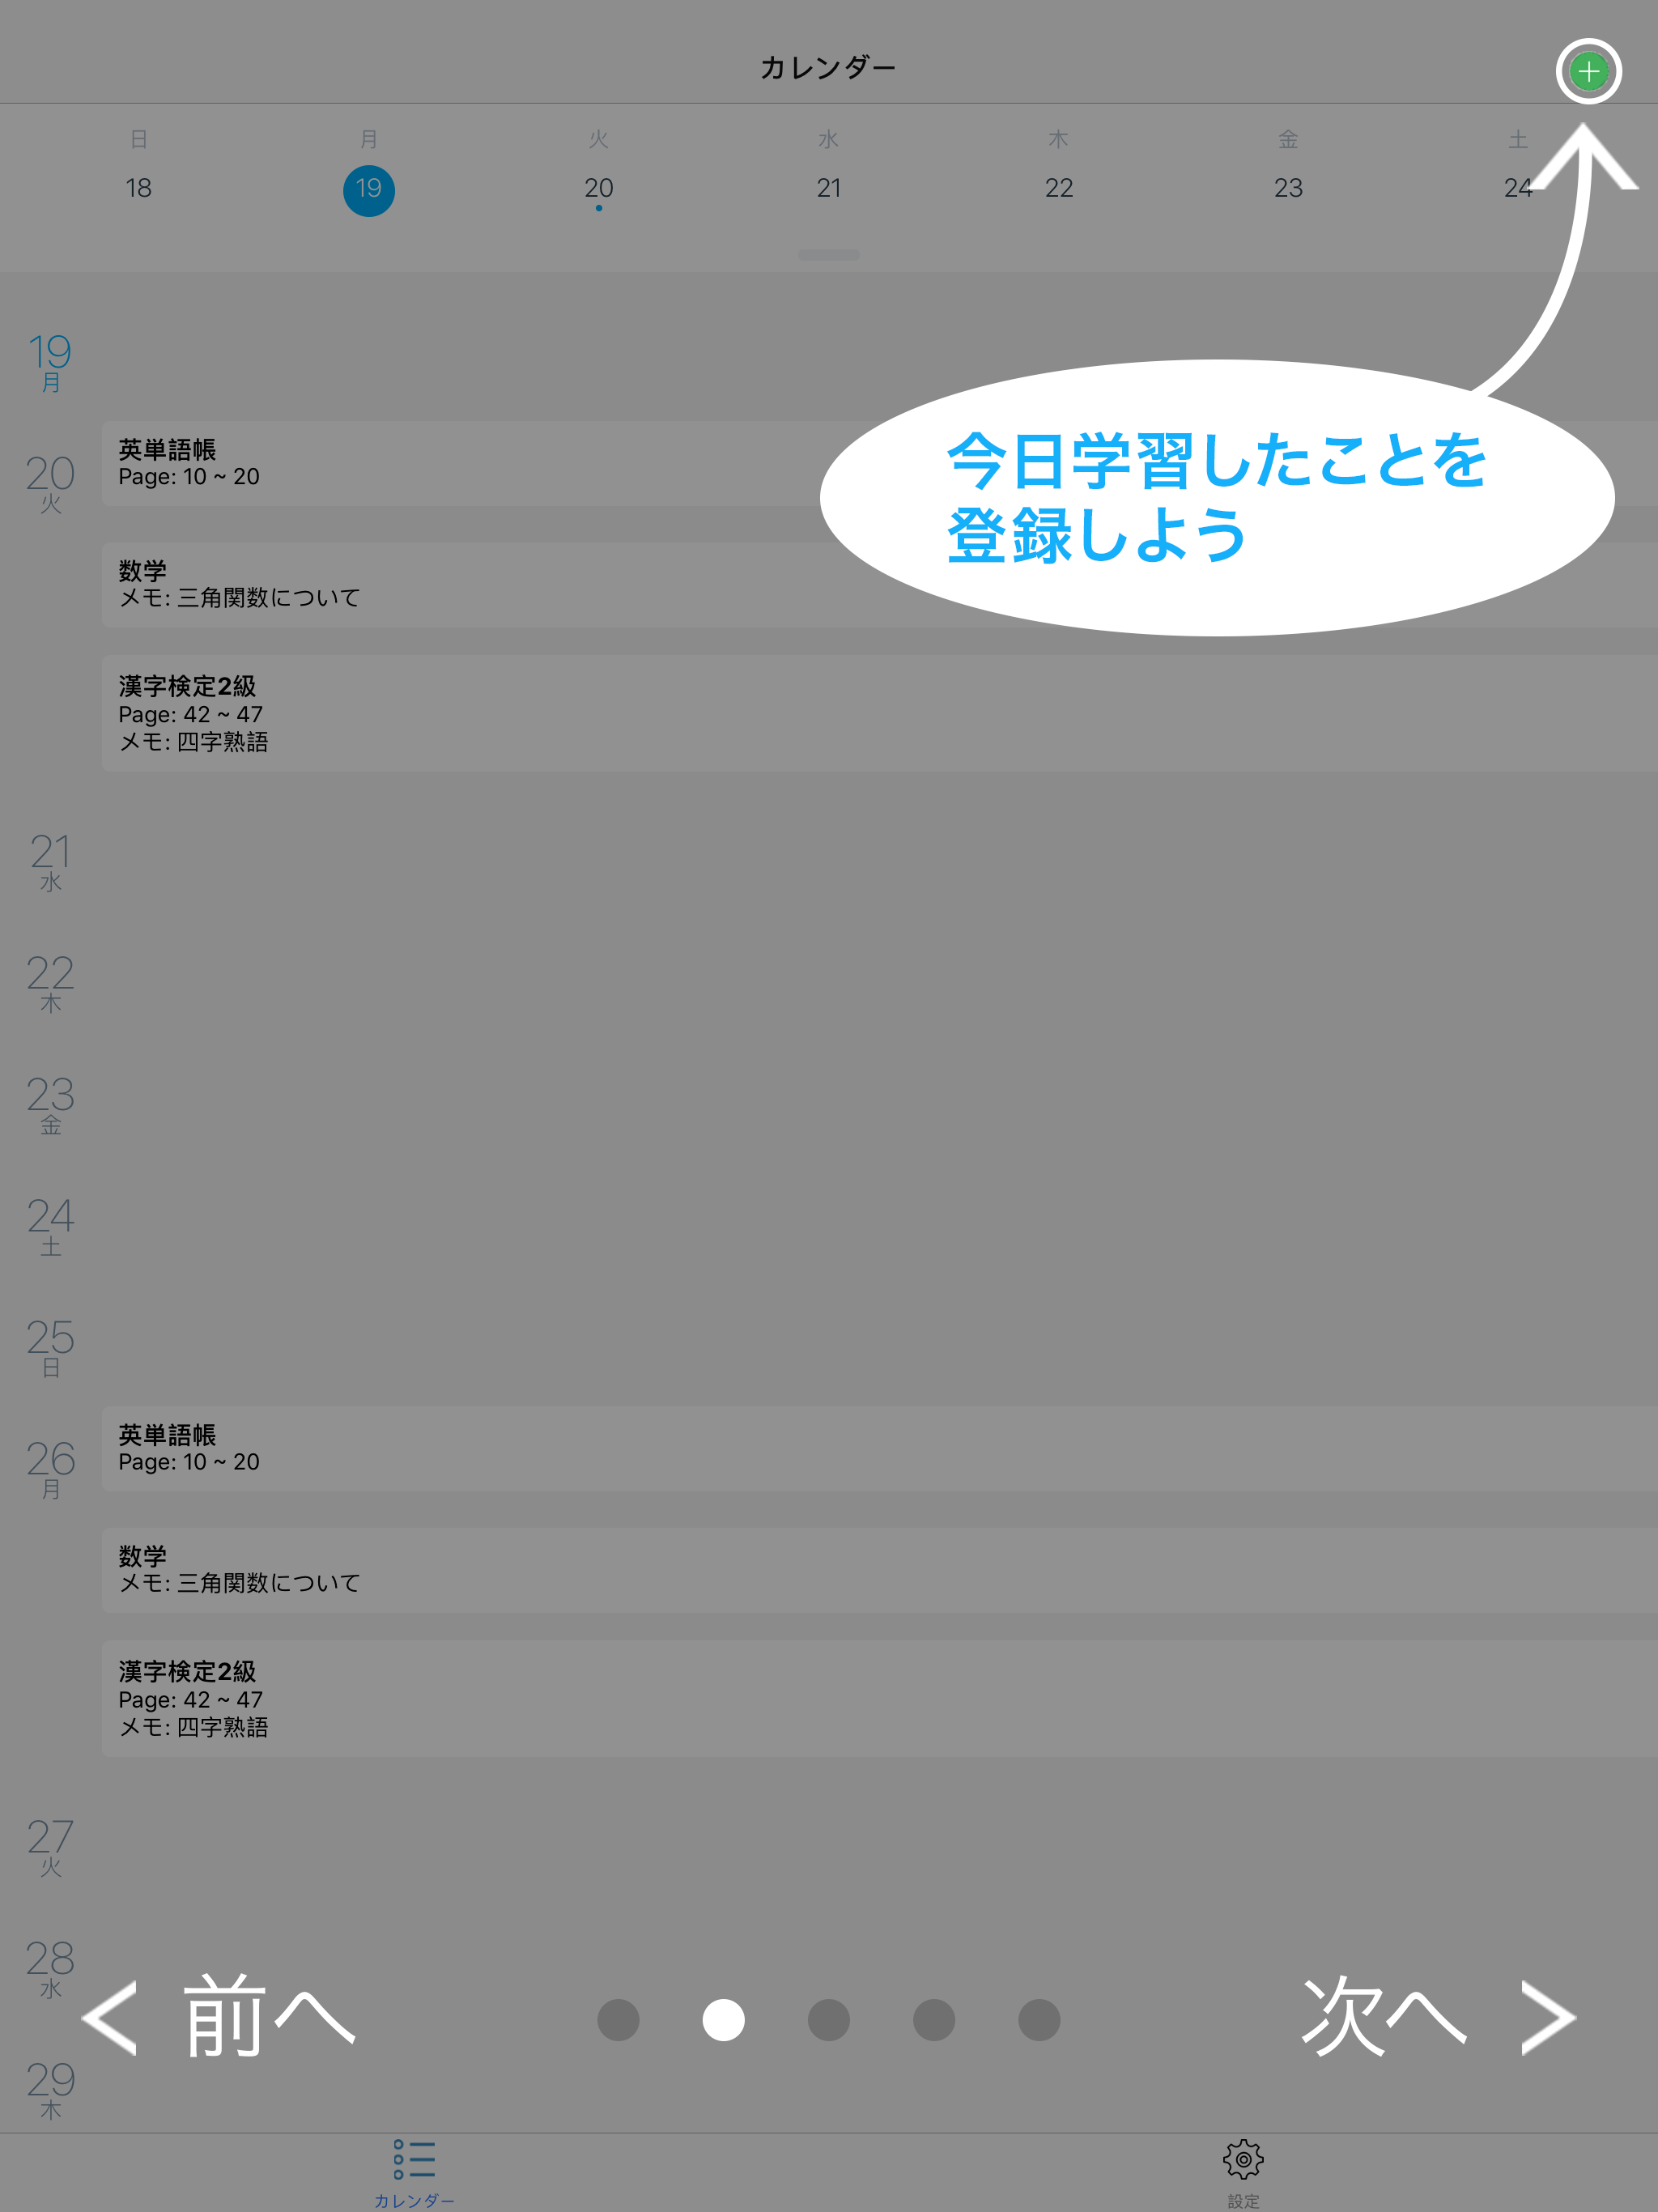 カレンダー
日 月 火 水 木 金 土
18 19 20 21 22 23 24
今日学習したことを
登録しよう
19
月
20
火
英単語帳
Page: 10 ~ 20
数学
メモ: 三角関数について
漢字検定2級
Page: 42 ~ 47
メモ: 四字熟語
21
水
22
木
23
金
24
土
25
日
26
月
英単語帳
Page: 10 ~ 20
数学
メモ: 三角関数について
漢字検定2級
Page: 42 ~ 47
メモ: 四字熟語
27
火
28
水
前へ
次へ
29
木
カレンダー
設定